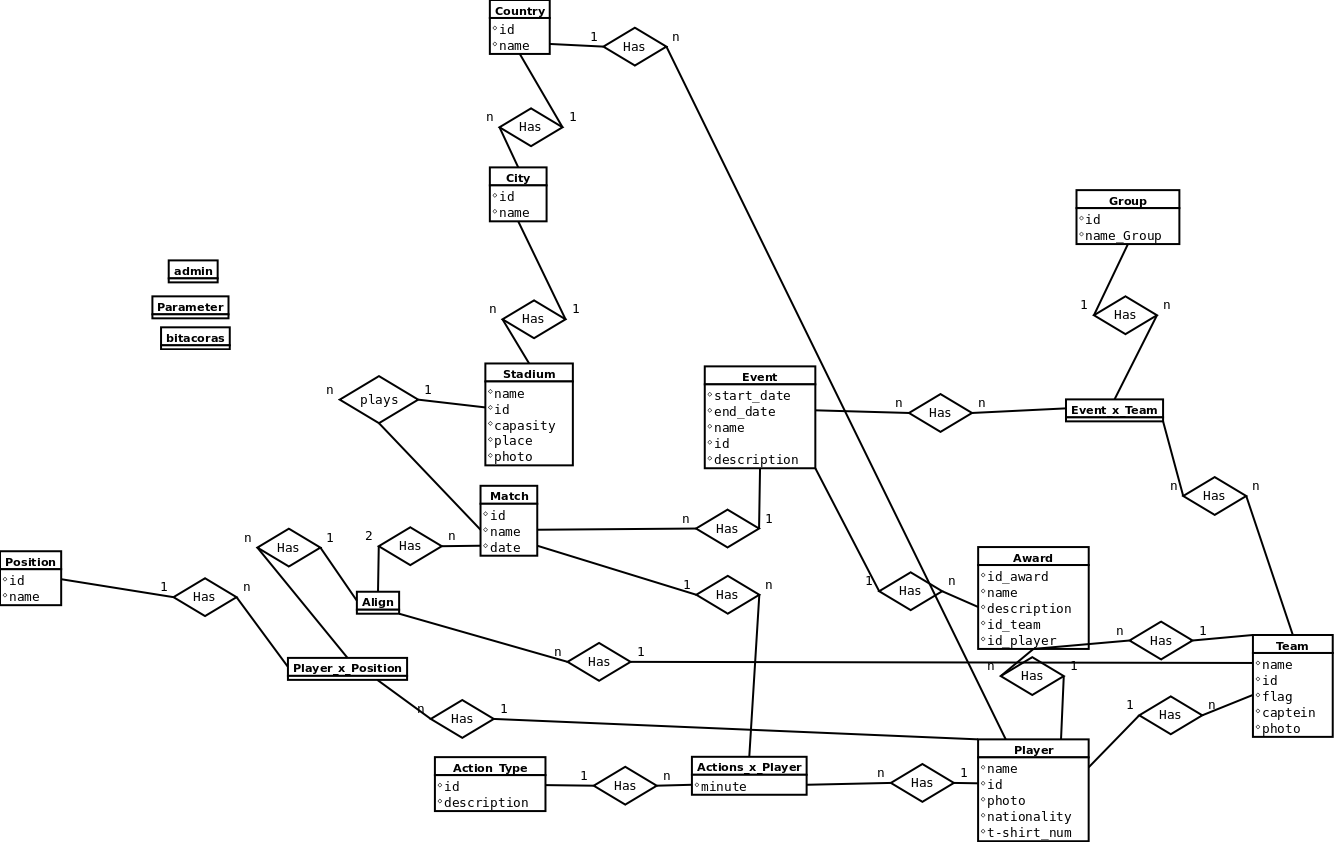 Country
id
name
1
Has
n
n
Has
1
City
id
name
Group
id
name_Group
admin
Parameter
bitacoras
n
Has
1
1
Has
n
Stadium
name
id
capasity
place
photo
n
plays
1
Event
start_date
end_date
name
id
description
n
Has
n
Event_x_Team
Match
id
name
date
n
Has
1
n
Has
n
n
Has
1
2
Has
n
Position
id
name
1
Has
n
Align
1
Has
n
1
Has
n
Award
id_award
name
description
id_team
id_player
n
Has
1
Team
name
id
flag
captein
photo
Player_x_Position
n
Has
1
n
Has
1
n
Has
1
1
Has
n
Action Type
id
description
1
Has
n
Actions_x_Player
minute
n
Has
1
Player
name
id
photo
nationality
t-shirt_num